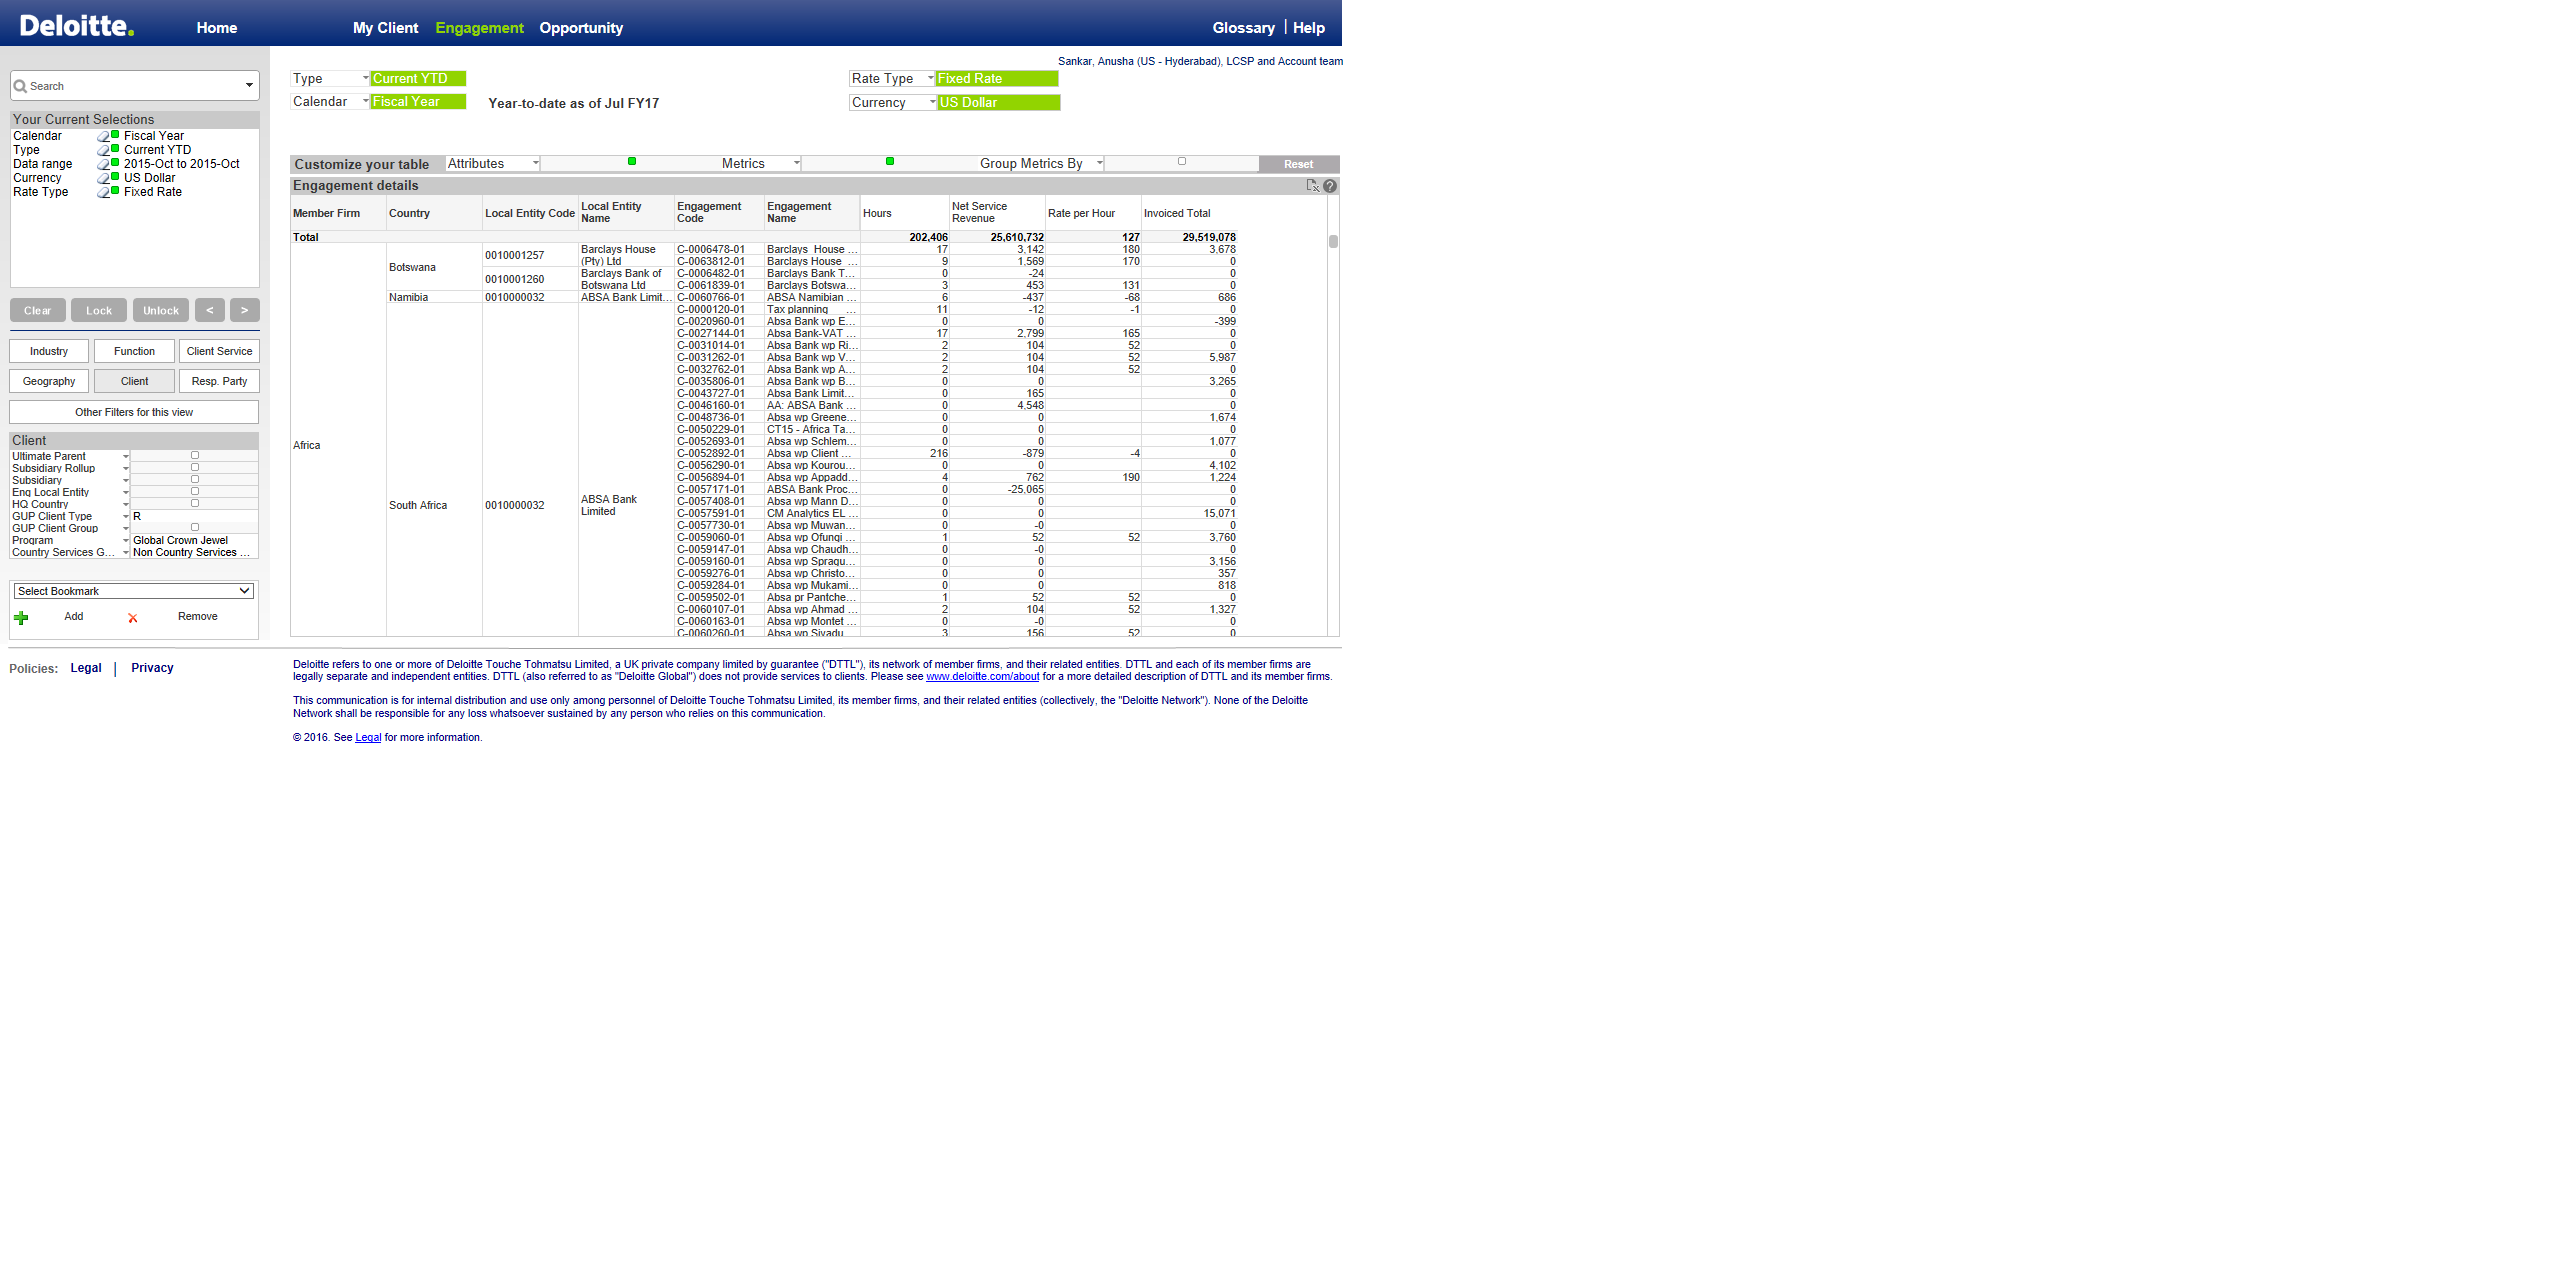 Deloitte.
Home My Client Engagement Opportunity Glossary | Help
Sankar, Anusha (US - Hyderabad), LCSP and Account team
Search
Type Current YTD Rate Type Fixed Rate
Calendar Fiscal Year Year-to-date as of Jul FY17 Currency US Dollar
Your Current Selections
Calendar Fiscal Year
Type Current YTD
Data range 2015-Oct to 2015-Oct
Currency US Dollar
Rate Type Fixed Rate
Clear Lock Unlock < >
Industry Function Client Service
Geography Client Resp. Party
Other Filters for this view
Client
Ultimate Parent
Subsidiary Rollup
Subsidiary
Eng Local Entity
HQ Country
GUP Client Type R
GUP Client Group
Program Global Crown Jewel
Country Services G... Non Country Services ...
Select Bookmark
Add Remove
Customize your table Attributes Metrics Group Metrics By Reset
Engagement details
Member Firm Country Local Entity Code Local Entity Name Engagement Code Engagement Name Hours Net Service Revenue Rate per Hour Invoiced Total
Total 202,406 25,610,732 127 29,519,078
Africa Botswana 0010001257 Barclays House (Pty) Ltd C-0006478-01 Barclays House ... 17 3,142 180 3,678
C-0063812-01 Barclays House ... 9 1,569 170 0
0010001260 Barclays Bank of Botswana Ltd C-0006482-01 Barclays Bank T... 0 -24 0
C-0061839-01 Barclays Botswa... 3 453 131 0
Namibia 0010000032 ABSA Bank Limit... C-0060766-01 ABSA Namibian ... 6 -437 -68 686
South Africa 0010000032 ABSA Bank Limited C-0000120-01 Tax planning ... 11 -12 -1 0
C-0020960-01 Absa Bank wp E... 0 0 -399
C-0027144-01 Absa Bank-VAT ... 17 2,799 165 0
C-0031014-01 Absa Bank wp Ri... 2 104 52 0
C-0031262-01 Absa Bank wp V... 2 104 52 5,987
C-0032762-01 Absa Bank wp A... 2 104 52 0
C-0035806-01 Absa Bank wp B... 0 0 3,265
C-0043727-01 Absa Bank Limit... 0 165 0
C-0046160-01 AA: ABSA Bank ... 0 4,548 0
C-0048736-01 Absa wp Greene... 0 0 1,674
C-0050229-01 CT15 - Africa Ta... 0 0 0
C-0052693-01 Absa wp Schlem... 0 0 1,077
C-0052892-01 Absa wp Client ... 216 -879 -4 0
C-0056290-01 Absa wp Kourou... 0 0 4,102
C-0056894-01 Absa wp Appadd... 4 762 190 1,224
C-0057171-01 ABSA Bank Proc... 0 -25,065 0
C-0057408-01 Absa wp Mann D... 0 0 0
C-0057591-01 CM Analytics EL ... 0 0 15,071
C-0057730-01 Absa wp Muwan... 0 -0 0
C-0059060-01 Absa wp Ofungi ... 1 52 52 3,760
C-0059147-01 Absa wp Chaudh... 0 -0 0
C-0059160-01 Absa wp Spragu... 0 0 3,156
C-0059276-01 Absa wp Christo... 0 0 357
C-0059284-01 Absa wp Mukami... 0 0 818
C-0059502-01 Absa pr Pantche... 1 52 52 0
C-0060107-01 Absa wp Ahmad ... 2 104 52 1,327
C-0060163-01 Absa wp Montet ... 0 -0 0
C-0060260-01 Absa wp Sivadu 3 156 52 0
Policies: Legal | Privacy
Deloitte refers to one or more of Deloitte Touche Tohmatsu Limited, a UK private company limited by guarantee ("DTTL"), its network of member firms, and their related entities. DTTL and each of its member firms are
legally separate and independent entities. DTTL (also referred to as "Deloitte Global") does not provide services to clients. Please see www.deloitte.com/about for a more detailed description of DTTL and its member firms.
This communication is for internal distribution and use only among personnel of Deloitte Touche Tohmatsu Limited, its member firms, and their related entities (collectively, the "Deloitte Network"). None of the Deloitte
Network shall be responsible for any loss whatsoever sustained by any person who relies on this communication.
© 2016. See Legal for more information.